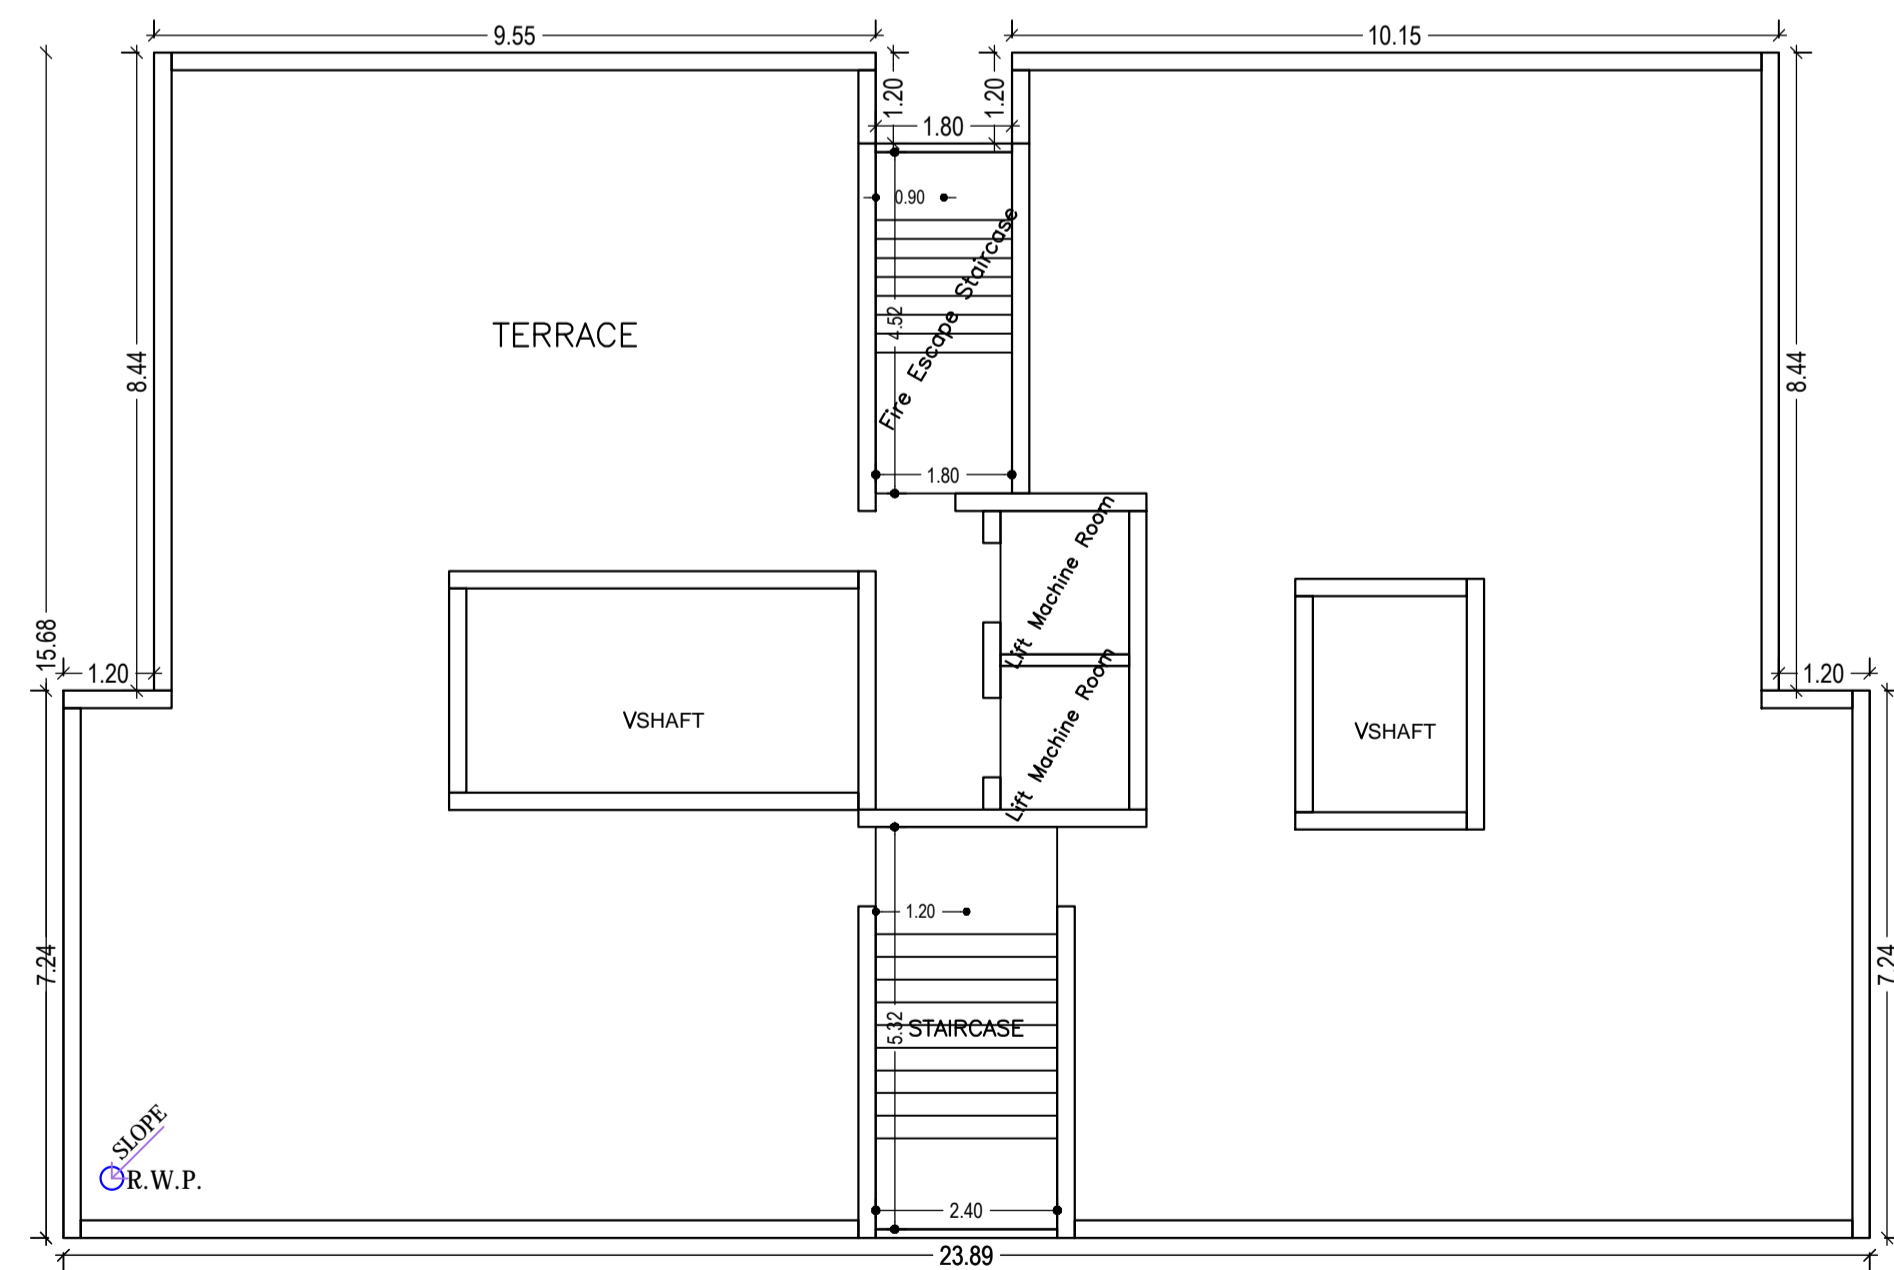 9.55
10.15
1.20
1.20
1.80
0.90
Fire Escape Staircase
4.52
TERRACE
8.44
8.44
1.80
Lift Machine Room
15.68
1.20
1.20
VSHAFT
Lift Machine Room
VSHAFT
1.20
7.24
7.24
5.32
STAIRCASE
SLOPE
R.W.P.
2.40
23.89